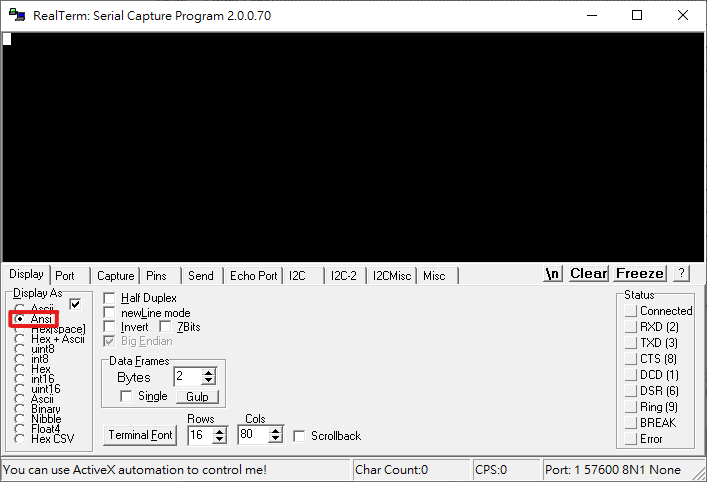 RealTerm: Serial Capture Program 2.0.0.70
Display Port Capture Pins Send Echo Port I2C I2C-2 I2CMisc Misc \n Clear Freeze ?
Display As
Ascii
Ansi
Hex[space]
Hex + Ascii
uint8
int8
Hex
int16
uint16
Ascii
Binary
Nibble
Float4
Hex CSV
Half Duplex
newLine mode
Invert 7Bits
Big Endian
Data Frames
Bytes 2
Single Gulp
Rows Cols
Terminal Font 16 80 Scrollback
Status
Connected
RXD (2)
TXD (3)
CTS (8)
DCD (1)
DSR (6)
Ring (9)
BREAK
Error
You can use ActiveX automation to control me! Char Count:0 CPS:0 Port: 1 57600 8N1 None